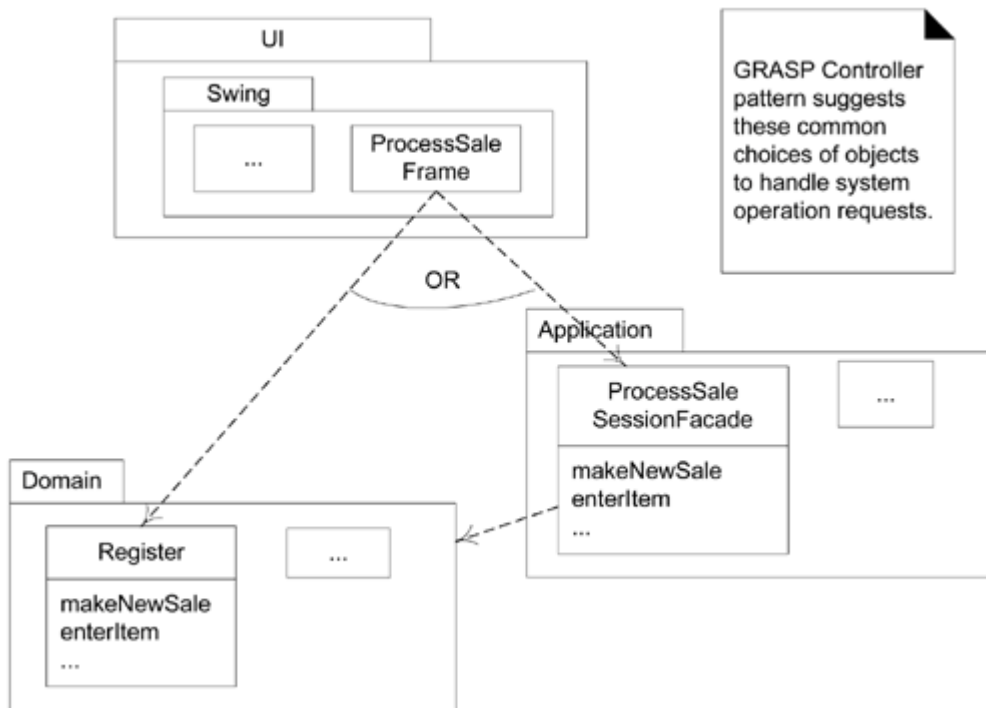 UI
Swing
...
ProcessSale
Frame
GRASP Controller
pattern suggests
these common
choices of objects
to handle system
operation requests.
OR
Application
ProcessSale
SessionFacade
makeNewSale
enterItem
...
...
Domain
Register
makeNewSale
enterItem
...
...